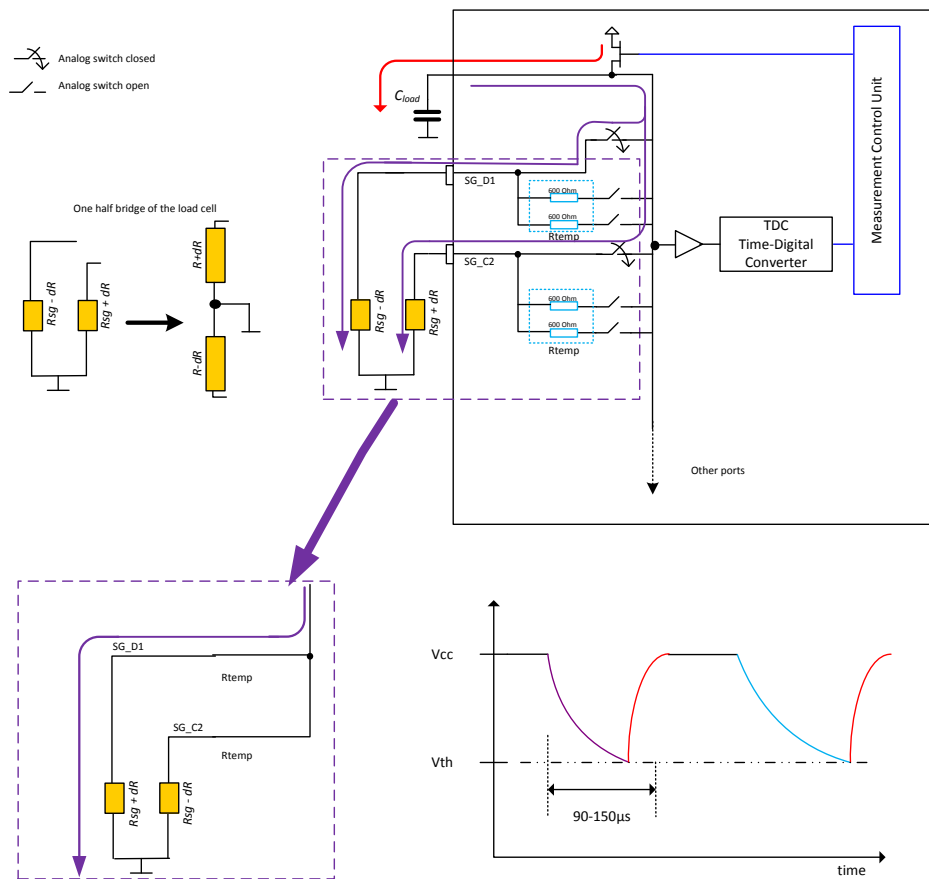 Analog switch closed
Analog switch open
C load
Measurement Control Unit
SG_D1
600 Ohm
600 Ohm
Rtemp
SG_C2
600 Ohm
600 Ohm
Rtemp
TDC
Time-Digital
Converter
One half bridge of the load cell
Rsg - dR
Rsg + dR
R+dR
R-dR
Rsg - dR
Rsg + dR
Other ports
SG_D1
Rtemp
SG_C2
Rtemp
Rsg + dR
Rsg - dR
Vcc
Vth
90-150µs
time